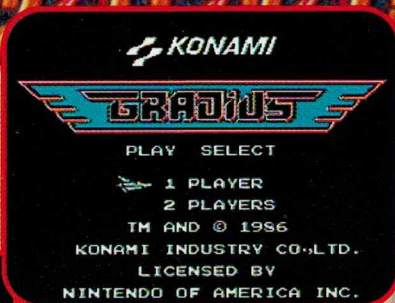 KONAMI
GRADIUS
PLAY SELECT
1 PLAYER
2 PLAYERS
TM AND © 1986
KONAMI INDUSTRY CO.,LTD.
LICENSED BY
NINTENDO OF AMERICA INC.